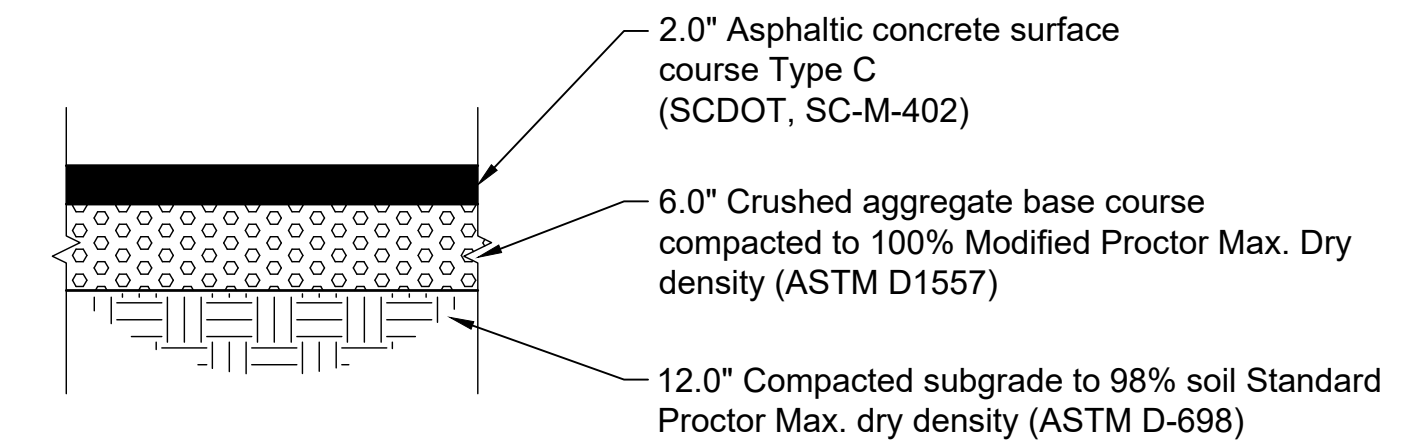 2.0" Asphaltic concrete surface
course Type C
(SCDOT, SC-M-402)
6.0" Crushed aggregate base course
compacted to 100% Modified Proctor Max. Dry
density (ASTM D1557)
12.0" Compacted subgrade to 98% soil Standard
Proctor Max. dry density (ASTM D-698)